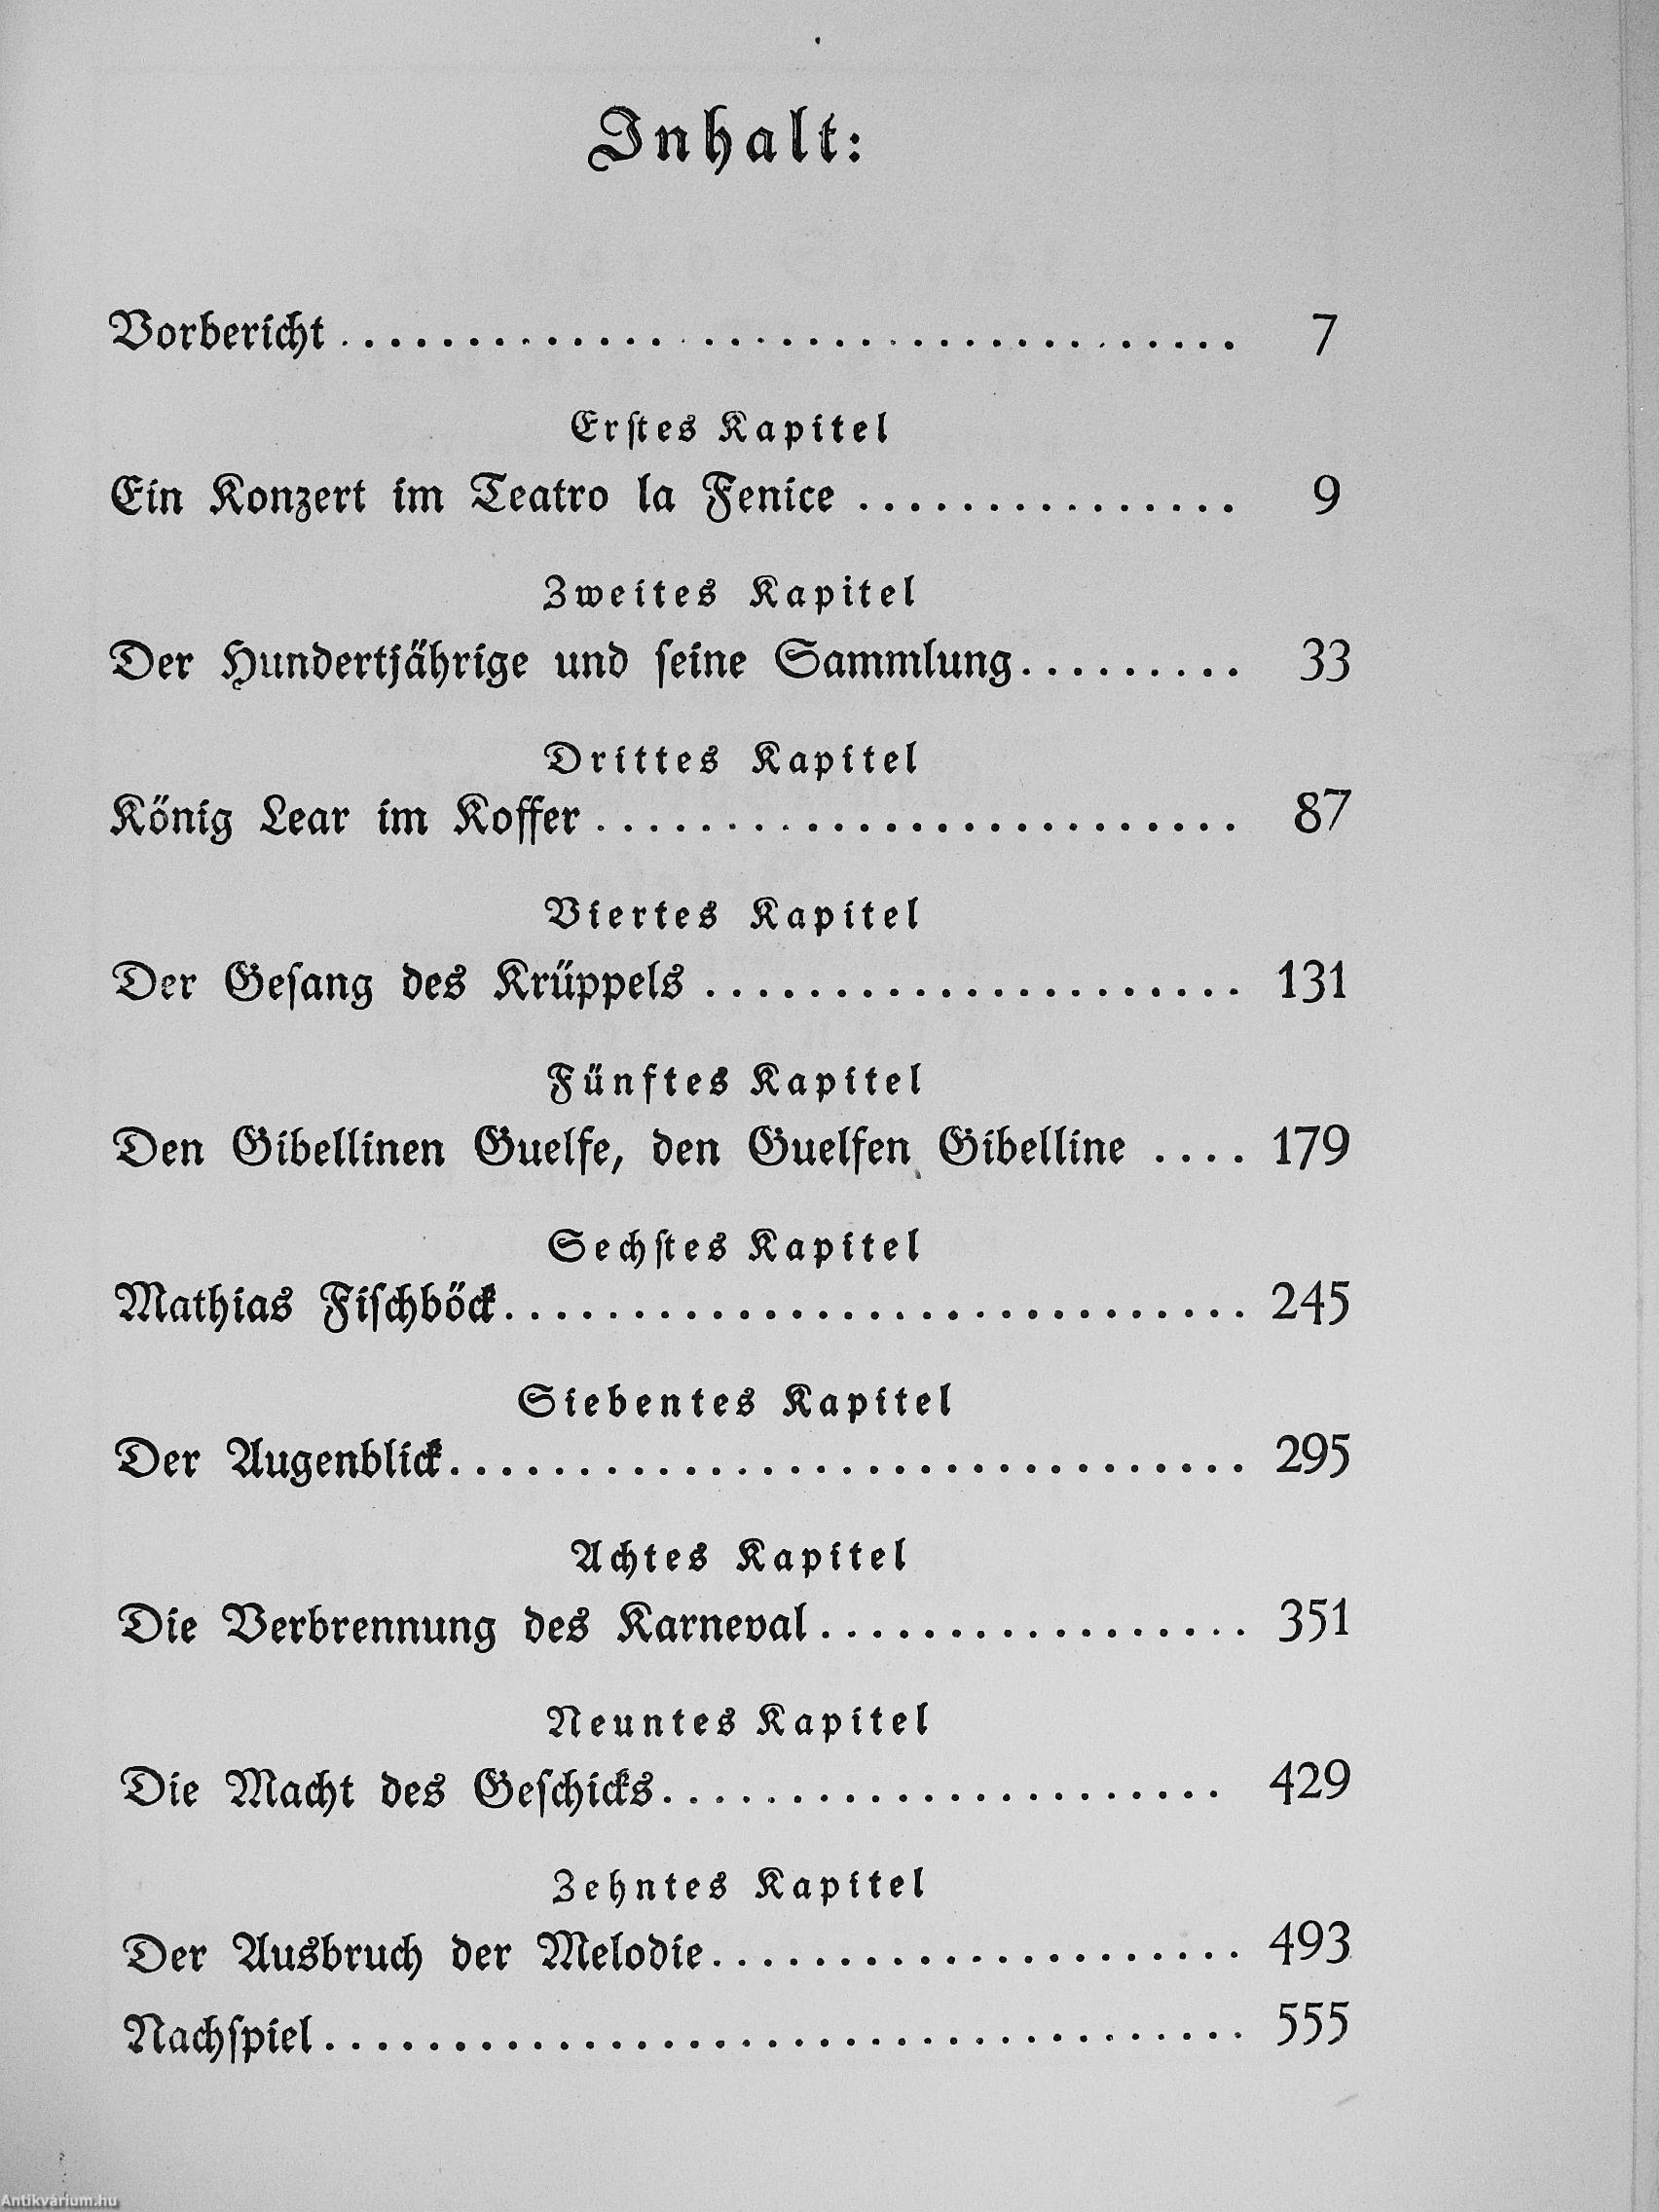 Inhalt:
Vorbericht . . . . . . . . . . . . . . . . . . . . . . . . . . . . . . . . . . . 7
Erstes Kapitel
Ein Konzert im Teatro la Fenice . . . . . . . . . . . . . . . 9
Zweites Kapitel
Der Hundertjährige und seine Sammlung . . . . . . . . . 33
Drittes Kapitel
König Lear im Koffer . . . . . . . . . . . . . . . . . . . . . . . . . 87
Viertes Kapitel
Der Gesang des Krüppels . . . . . . . . . . . . . . . . . . . . . 131
Fünftes Kapitel
Den Gibellinen Guelfe, den Guelfen Gibelline . . . . 179
Sechstes Kapitel
Mathias Fischböck . . . . . . . . . . . . . . . . . . . . . . . . . . . . . 245
Siebentes Kapitel
Der Augenblick . . . . . . . . . . . . . . . . . . . . . . . . . . . . . . . 295
Achtes Kapitel
Die Verbrennung des Karneval . . . . . . . . . . . . . . . . . 351
Neuntes Kapitel
Die Macht des Geschicks . . . . . . . . . . . . . . . . . . . . . . 429
Zehntes Kapitel
Der Ausbruch der Melodie . . . . . . . . . . . . . . . . . . . . . 493
Nachspiel . . . . . . . . . . . . . . . . . . . . . . . . . . . . . . . . . . . . 555
Antikvárium.hu